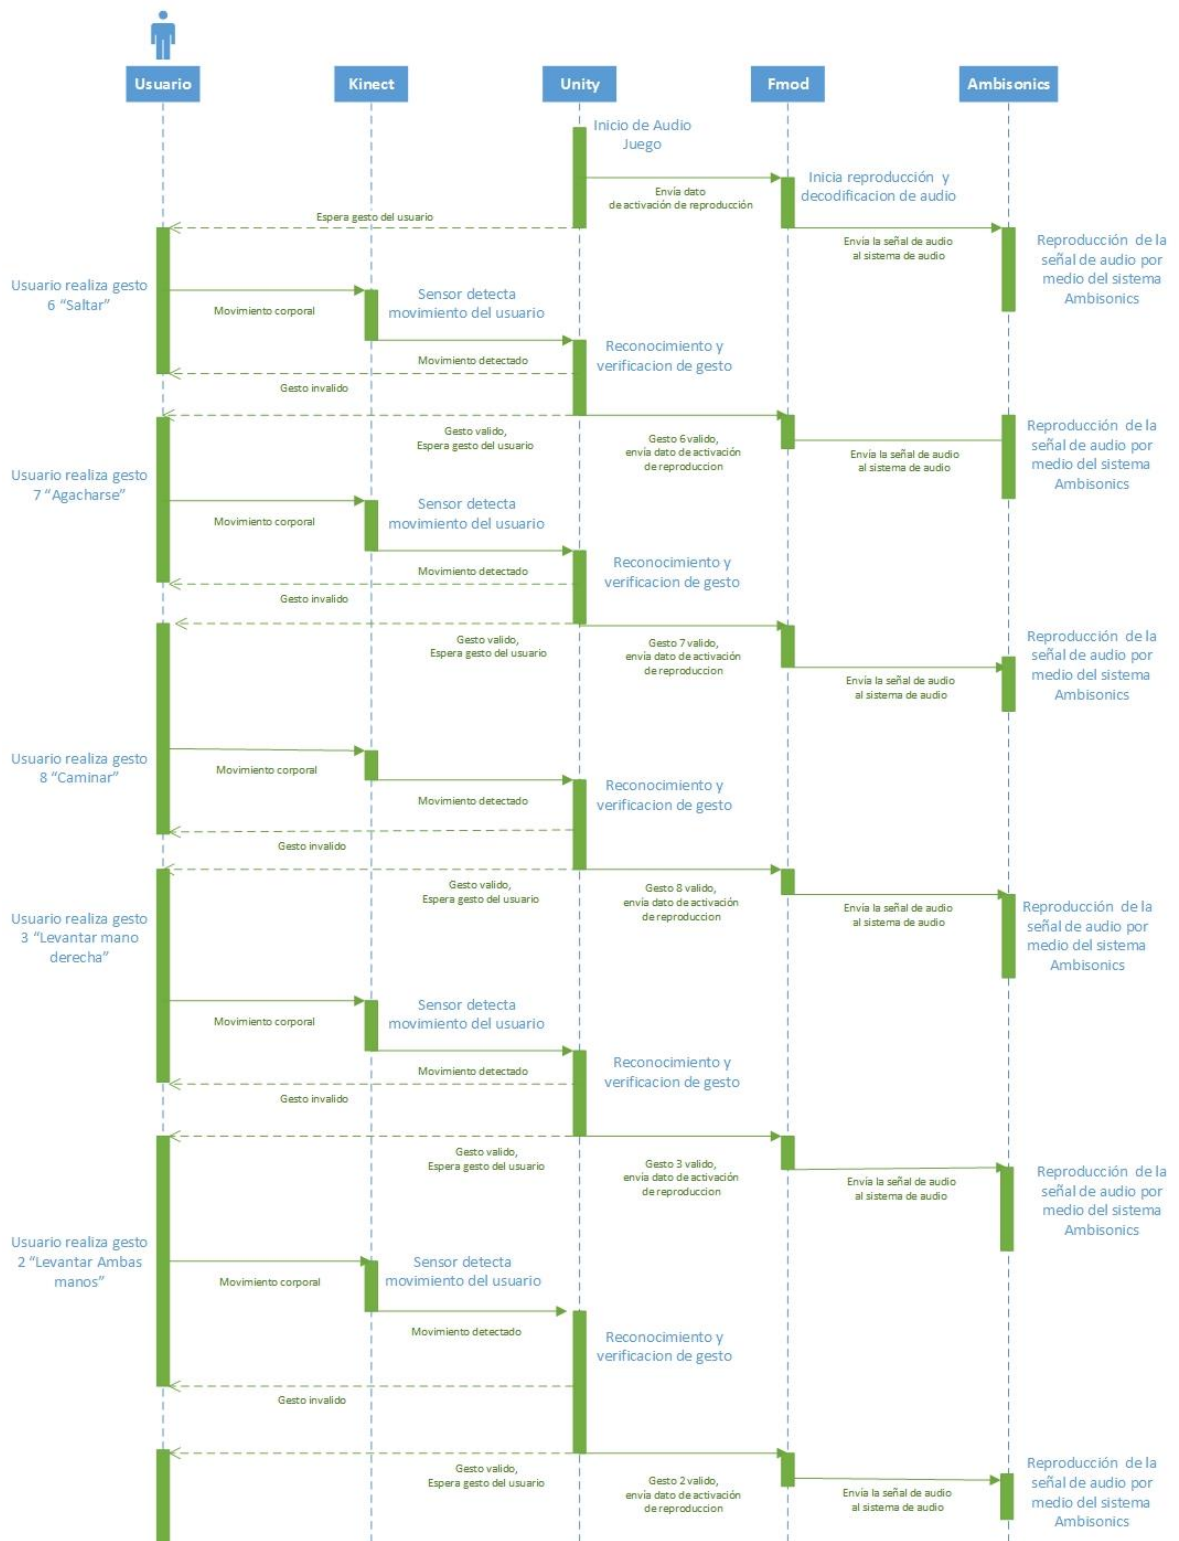 Usuario
Kinect
Unity
Fmod
Ambisonics
Inicio de Audio
Juego
Envía dato
de activación de reproducción
Inicia reproducción y
decodificacion de audio
Espera gesto del usuario
Envía la señal de audio
al sistema de audio
Reproducción de la
señal de audio por
medio del sistema
Ambisonics
Usuario realiza gesto
6 “Saltar”
Movimiento corporal
Sensor detecta
movimiento del usuario
Movimiento detectado
Reconocimiento y
verificacion de gesto
Gesto invalido
Gesto valido,
Espera gesto del usuario
Gesto 6 valido,
envía dato de activación
de reproduccion
Envía la señal de audio
al sistema de audio
Reproducción de la
señal de audio por
medio del sistema
Ambisonics
Usuario realiza gesto
7 “Agacharse”
Movimiento corporal
Sensor detecta
movimiento del usuario
Movimiento detectado
Reconocimiento y
verificacion de gesto
Gesto invalido
Gesto valido,
Espera gesto del usuario
Gesto 7 valido,
envía dato de activación
de reproduccion
Envía la señal de audio
al sistema de audio
Reproducción de la
señal de audio por
medio del sistema
Ambisonics
Usuario realiza gesto
8 “Caminar”
Movimiento corporal
Movimiento detectado
Reconocimiento y
verificacion de gesto
Gesto invalido
Gesto valido,
Espera gesto del usuario
Gesto 8 valido,
envía dato de activación
de reproduccion
Envía la señal de audio
al sistema de audio
Reproducción de la
señal de audio por
medio del sistema
Ambisonics
Usuario realiza gesto
3 “Levantar mano
derecha”
Movimiento corporal
Sensor detecta
movimiento del usuario
Movimiento detectado
Reconocimiento y
verificacion de gesto
Gesto invalido
Gesto valido,
Espera gesto del usuario
Gesto 3 valido,
envía dato de activación
de reproduccion
Envía la señal de audio
al sistema de audio
Reproducción de la
señal de audio por
medio del sistema
Ambisonics
Usuario realiza gesto
2 “Levantar Ambas
manos”
Movimiento corporal
Sensor detecta
movimiento del usuario
Movimiento detectado
Reconocimiento y
verificacion de gesto
Gesto invalido
Gesto valido,
Espera gesto del usuario
Gesto 2 valido,
envía dato de activación
de reproduccion
Envía la señal de audio
al sistema de audio
Reproducción de la
señal de audio por
medio del sistema
Ambisonics